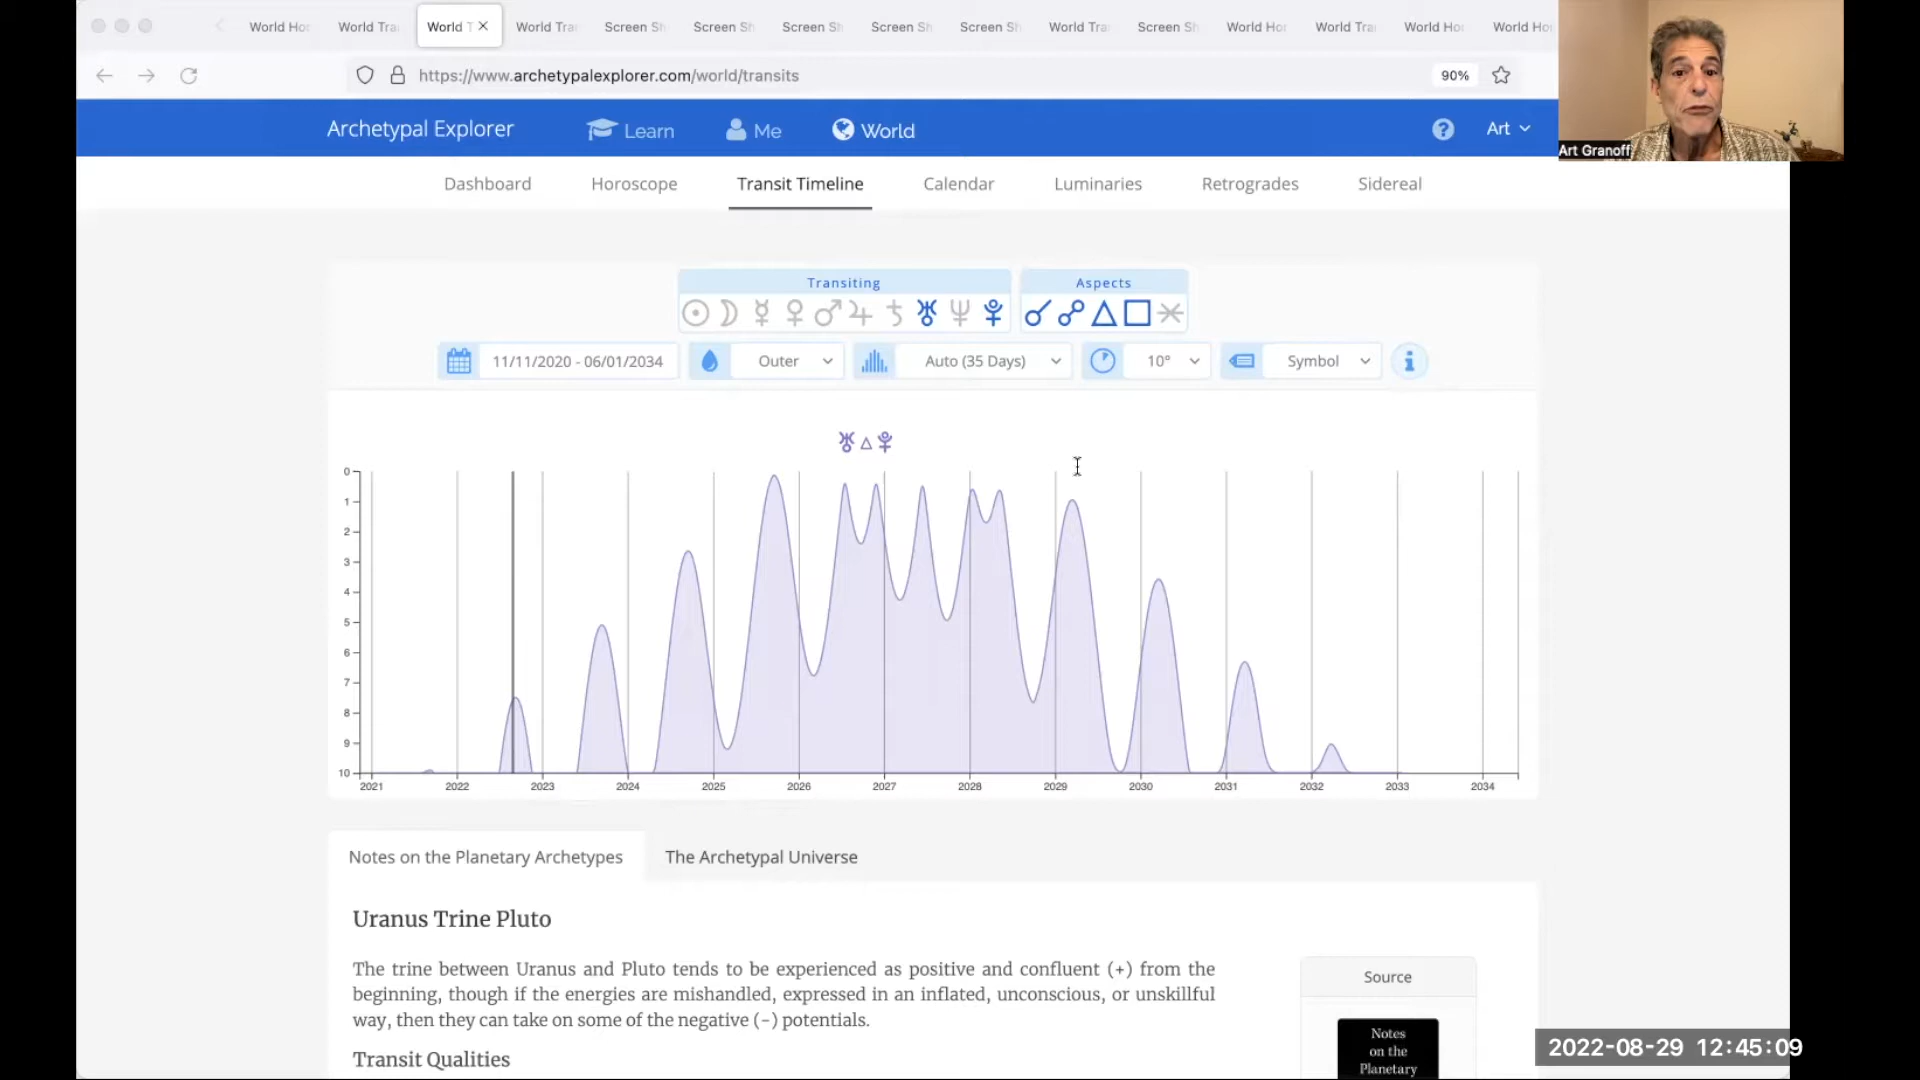 World Ho
World Tra
World T
World Tra
Screen Sh
Screen Sh
Screen Sh
Screen Sh
Screen Sh
World Tra
Screen Sh
World Hor
World Tra
World Ho
World Ho
https://www.archetypalexplorer.com/world/transits
90%
Archetypal Explorer
Learn
Me
World
Art
Art Granoff
Dashboard
Horoscope
Transit Timeline
Calendar
Luminaries
Retrogrades
Sidereal
Transiting
Aspects
☉ ☽ ☿ ♀ ♂ ♃ ♄ ♅ ♆ ♇
☌ ☍ △ □ ⚹
11/11/2020 - 06/01/2034
Outer
Auto (35 Days)
10°
Symbol
♅ △ ♇
0
1
2
3
4
5
6
7
8
9
10
2021 2022 2023 2024 2025 2026 2027 2028 2029 2030 2031 2032 2033 2034
Notes on the Planetary Archetypes
The Archetypal Universe
Uranus Trine Pluto
The trine between Uranus and Pluto tends to be experienced as positive and confluent (+) from the
beginning, though if the energies are mishandled, expressed in an inflated, unconscious, or unskillful
way, then they can take on some of the negative (-) potentials.
Transit Qualities
Source
Notes
on the
Planetary
2022-08-29 12:45:09